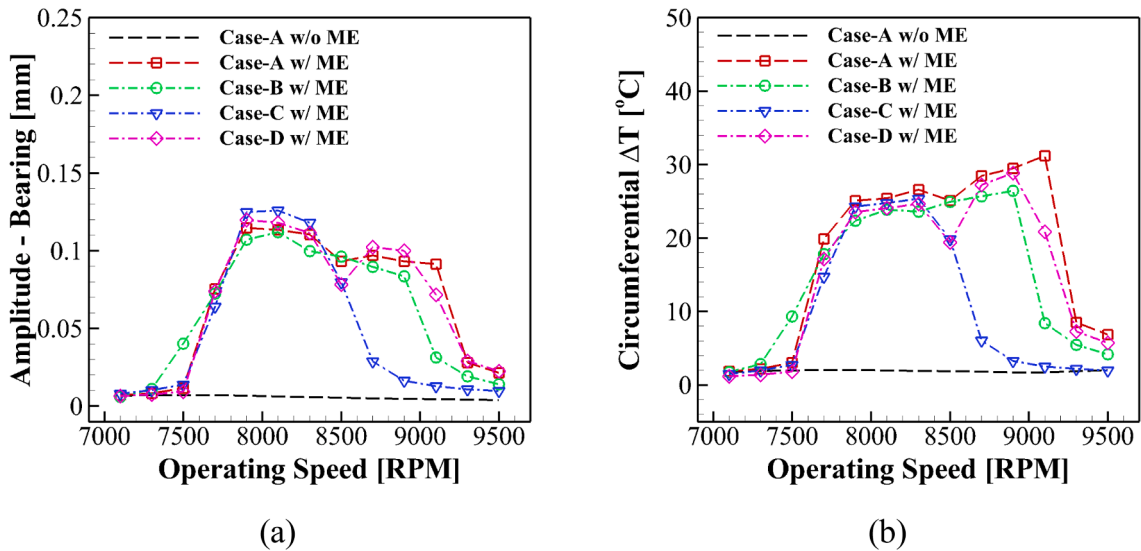 0.25
0.2
0.15
0.1
0.05
0
7000 7500 8000 8500 9000 9500
Amplitude - Bearing [mm]
Operating Speed [RPM]
Case-A w/o ME
Case-A w/ ME
Case-B w/ ME
Case-C w/ ME
Case-D w/ ME
(a)
50
40
30
20
10
0
7000 7500 8000 8500 9000 9500
Circumferential ΔT [°C]
Operating Speed [RPM]
Case-A w/o ME
Case-A w/ ME
Case-B w/ ME
Case-C w/ ME
Case-D w/ ME
(b)